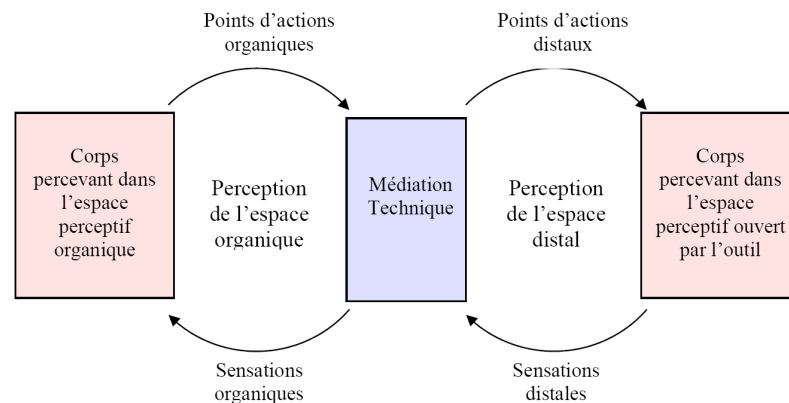 Points d'actions
organiques
Points d'actions
distaux
Corps
percevant dans
l'espace
perceptif
organique
Perception
de l'espace
organique
Médiation
Technique
Perception
de l'espace
distal
Corps
percevant dans
l'espace
perceptif ouvert
par l'outil
Sensations
organiques
Sensations
distales